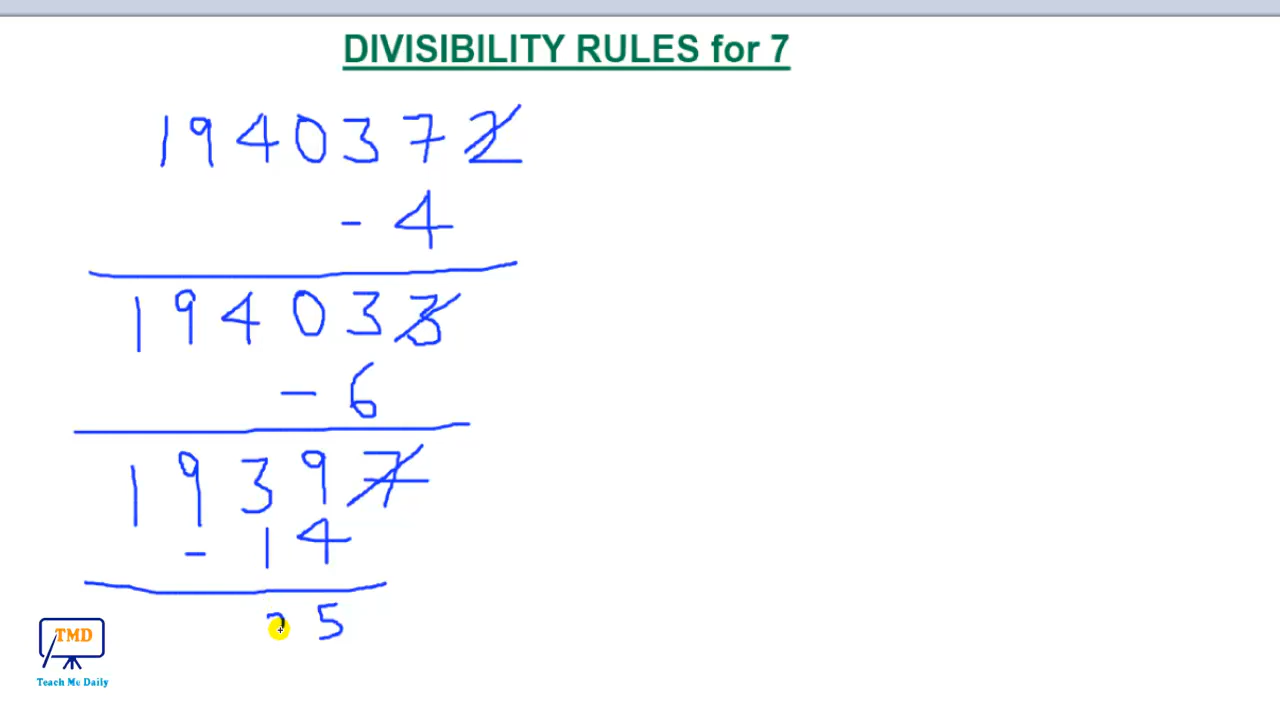 DIVISIBILITY RULES for 7
1940372
- 4
194033
- 6
19397
- 14
5
TMD
Teach Me Daily